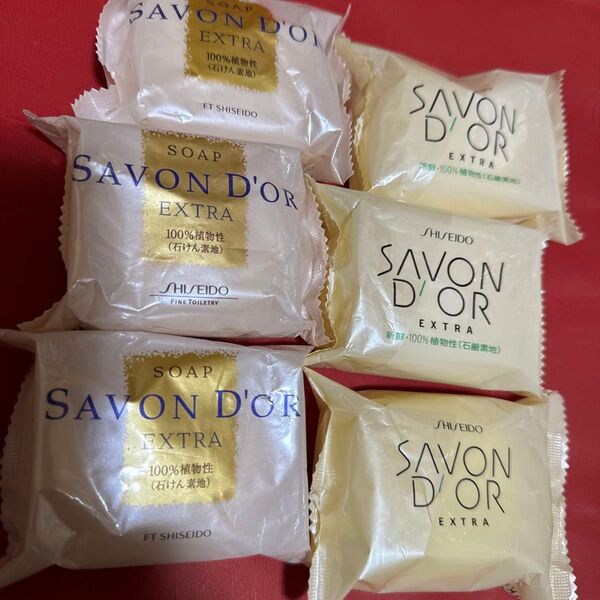 SOAP
SAVON D'OR
EXTRA
100%植物性
(石けん素地)
FT SHISEIDO
SOAP
SAVON D'OR
EXTRA
100%植物性
(石けん素地)
SHISEIDO
FINE TOILETRY
SOAP
SAVON D'OR
EXTRA
100%植物性
(石けん素地)
FT SHISEIDO
SAVON
D'OR
EXTRA
新鮮・100%植物性(石鹸素地)
SHISEIDO
SAVON
D'OR
EXTRA
新鮮・100%植物性(石鹸素地)
SHISEIDO
SAVON
D'OR
EXTRA